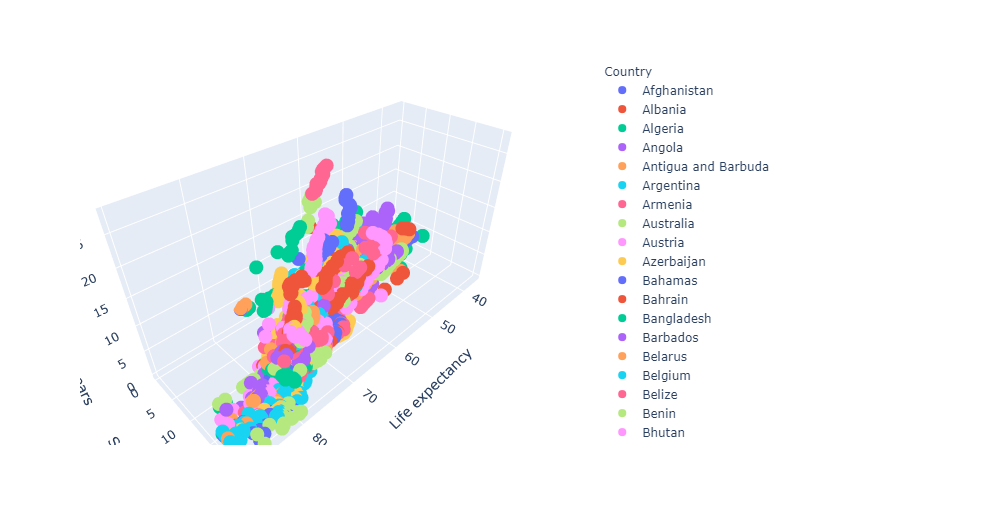 Country
Afghanistan
Albania
Algeria
Angola
Antigua and Barbuda
Argentina
Armenia
Australia
Austria
Azerbaijan
Bahamas
Bahrain
Bangladesh
Barbados
Belarus
Belgium
Belize
Benin
Bhutan
20
15
10
5
0
0
5
10
40
50
60
70
80
Life expectancy